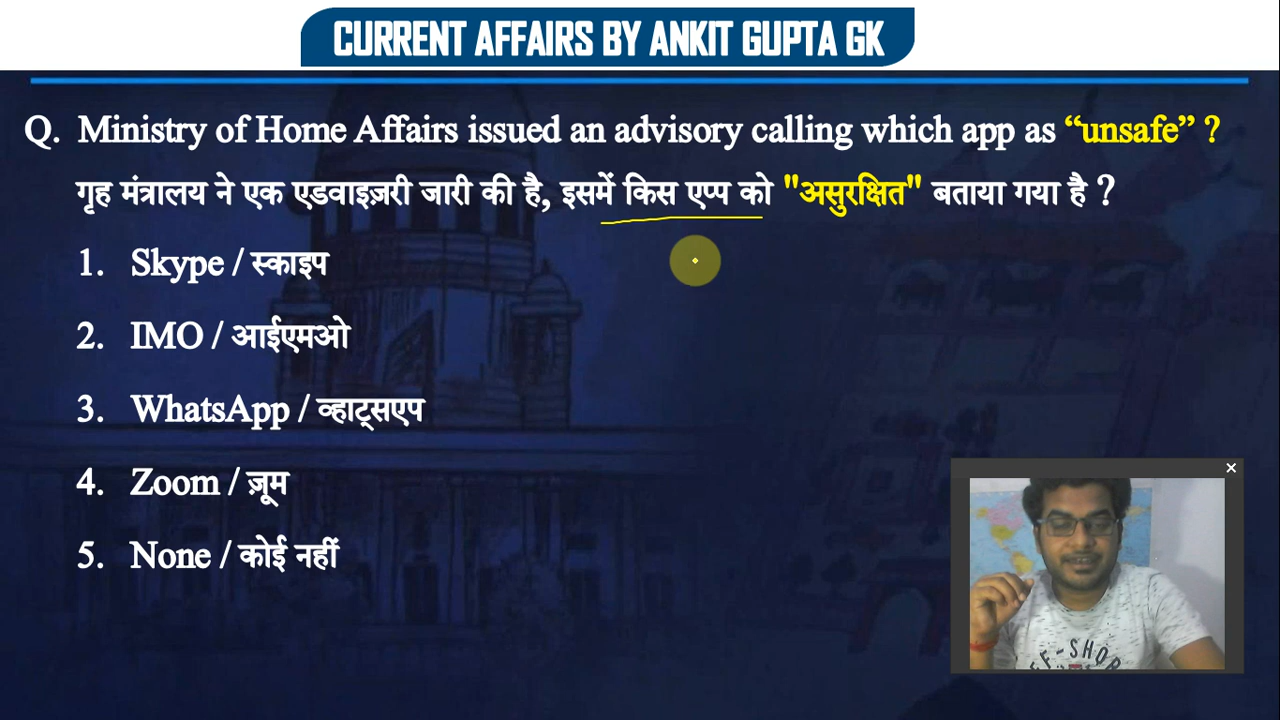 CURRENT AFFAIRS BY ANKIT GUPTA GK
Q. Ministry of Home Affairs issued an advisory calling which app as “unsafe” ?
गृह मंत्रालय ने एक एडवाइज़री जारी की है, इसमें किस एप्प को "असुरक्षित" बताया गया है ?
1. Skype / स्काइप
2. IMO / आईएमओ
3. WhatsApp / व्हाट्सएप
4. Zoom / ज़ूम
5. None / कोई नहीं